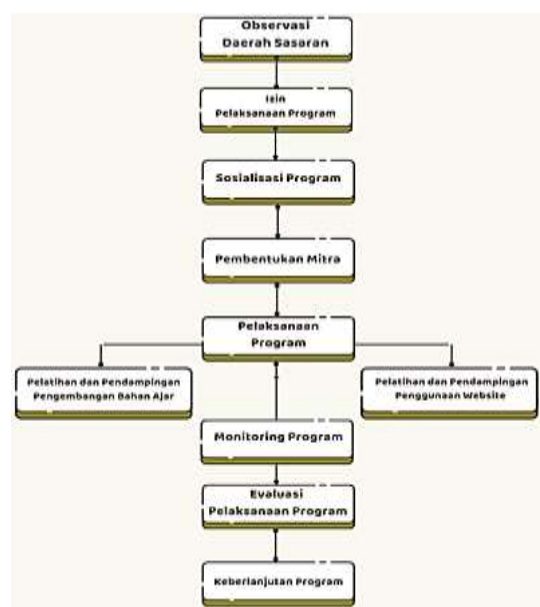 Observasi
Daerah Sasaran
Izin
Pelaksanaan Program
Sosialisasi Program
Pembentukan Mitra
Pelaksanaan
Program
Pelatihan dan Pendampingan
Pengembangan Bahan Ajar
Pelatihan dan Pendampingan
Penggunaan Website
Monitoring Program
Evaluasi
Pelaksanaan Program
Keberlanjutan Program